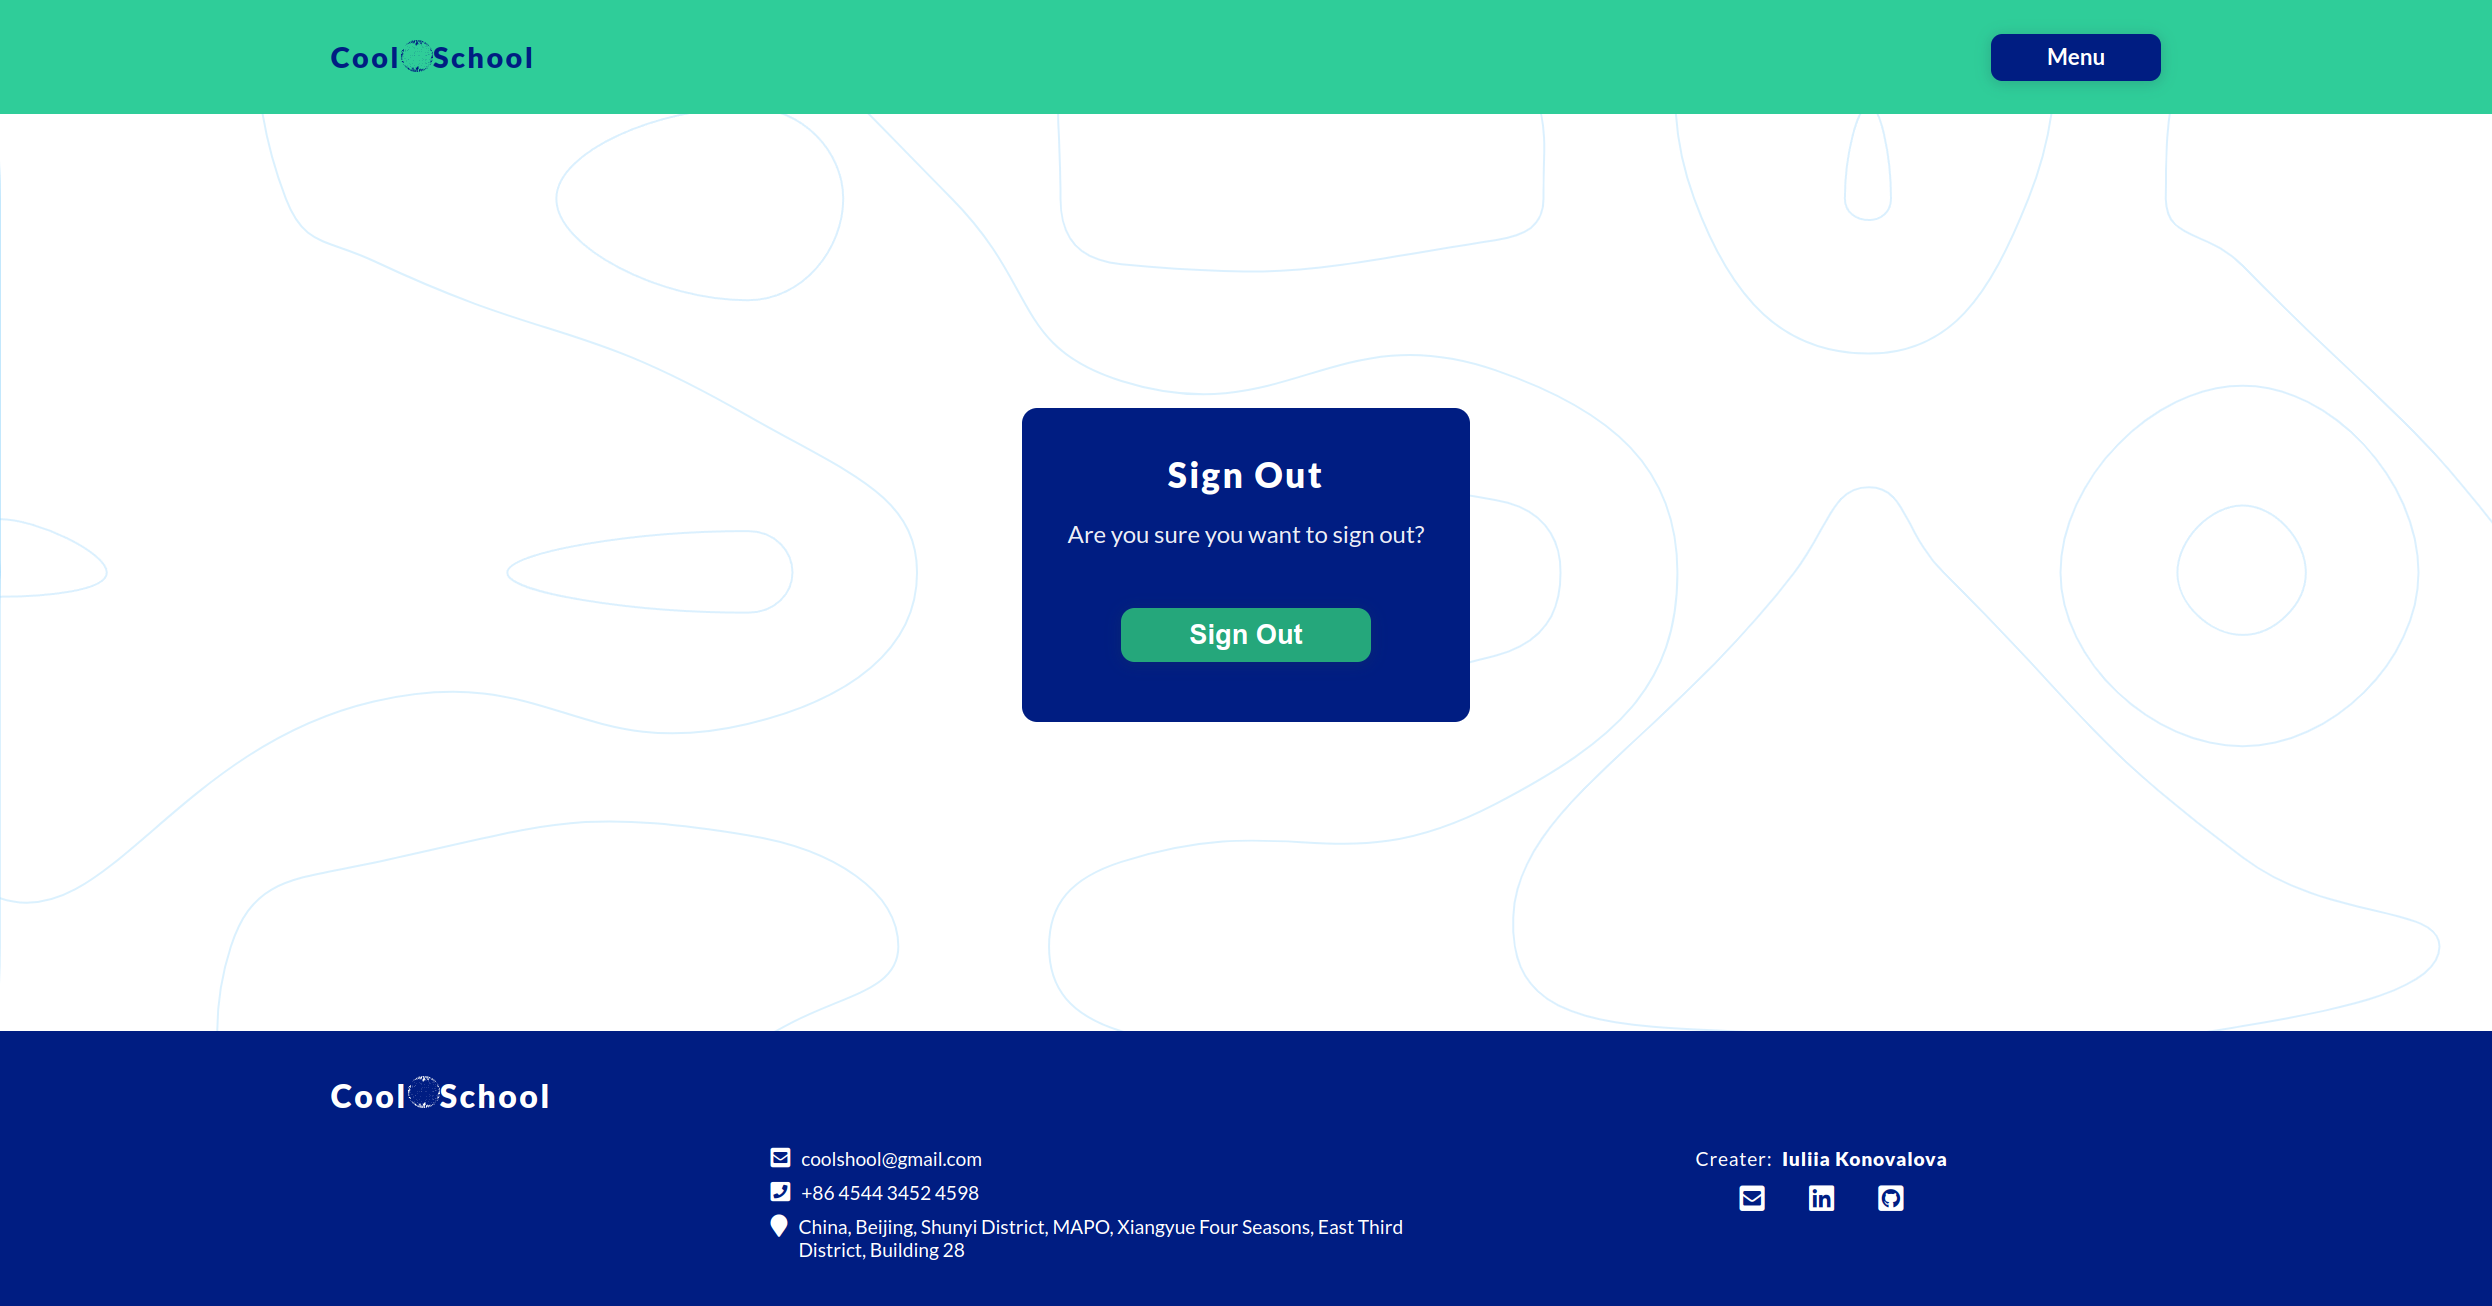 Cool School
Menu
Sign Out
Are you sure you want to sign out?
Sign Out
Cool School
coolshool@gmail.com
+86 4544 3452 4598
China, Beijing, Shunyi District, MAPO, Xiangyue Four Seasons, East Third
District, Building 28
Creater: Iuliia Konovalova